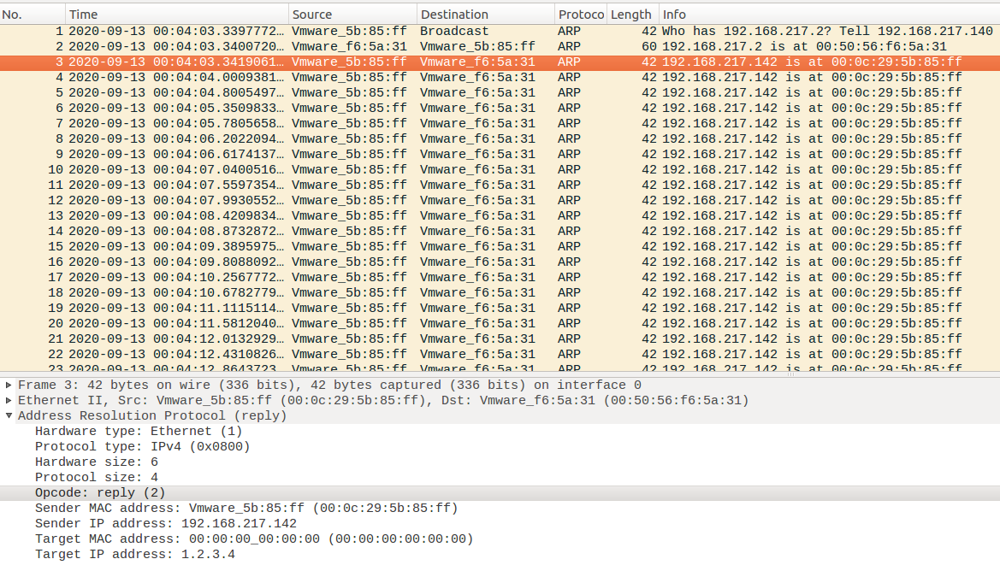 No. Time Source Destination Protoco Length Info
1 2020-09-13 00:04:03.3397772… Vmware_5b:85:ff Broadcast ARP 42 Who has 192.168.217.2? Tell 192.168.217.140
2 2020-09-13 00:04:03.3400720… Vmware_f6:5a:31 Vmware_5b:85:ff ARP 60 192.168.217.2 is at 00:50:56:f6:5a:31
3 2020-09-13 00:04:03.3419061… Vmware_5b:85:ff Vmware_f6:5a:31 ARP 42 192.168.217.142 is at 00:0c:29:5b:85:ff
4 2020-09-13 00:04:04.0009381… Vmware_5b:85:ff Vmware_f6:5a:31 ARP 42 192.168.217.142 is at 00:0c:29:5b:85:ff
5 2020-09-13 00:04:04.8005497… Vmware_5b:85:ff Vmware_f6:5a:31 ARP 42 192.168.217.142 is at 00:0c:29:5b:85:ff
6 2020-09-13 00:04:05.3509833… Vmware_5b:85:ff Vmware_f6:5a:31 ARP 42 192.168.217.142 is at 00:0c:29:5b:85:ff
7 2020-09-13 00:04:05.7805658… Vmware_5b:85:ff Vmware_f6:5a:31 ARP 42 192.168.217.142 is at 00:0c:29:5b:85:ff
8 2020-09-13 00:04:06.2022094… Vmware_5b:85:ff Vmware_f6:5a:31 ARP 42 192.168.217.142 is at 00:0c:29:5b:85:ff
9 2020-09-13 00:04:06.6174137… Vmware_5b:85:ff Vmware_f6:5a:31 ARP 42 192.168.217.142 is at 00:0c:29:5b:85:ff
10 2020-09-13 00:04:07.0400516… Vmware_5b:85:ff Vmware_f6:5a:31 ARP 42 192.168.217.142 is at 00:0c:29:5b:85:ff
11 2020-09-13 00:04:07.5597354… Vmware_5b:85:ff Vmware_f6:5a:31 ARP 42 192.168.217.142 is at 00:0c:29:5b:85:ff
12 2020-09-13 00:04:07.9930552… Vmware_5b:85:ff Vmware_f6:5a:31 ARP 42 192.168.217.142 is at 00:0c:29:5b:85:ff
13 2020-09-13 00:04:08.4209834… Vmware_5b:85:ff Vmware_f6:5a:31 ARP 42 192.168.217.142 is at 00:0c:29:5b:85:ff
14 2020-09-13 00:04:08.8732872… Vmware_5b:85:ff Vmware_f6:5a:31 ARP 42 192.168.217.142 is at 00:0c:29:5b:85:ff
15 2020-09-13 00:04:09.3895975… Vmware_5b:85:ff Vmware_f6:5a:31 ARP 42 192.168.217.142 is at 00:0c:29:5b:85:ff
16 2020-09-13 00:04:09.8088092… Vmware_5b:85:ff Vmware_f6:5a:31 ARP 42 192.168.217.142 is at 00:0c:29:5b:85:ff
17 2020-09-13 00:04:10.2567772… Vmware_5b:85:ff Vmware_f6:5a:31 ARP 42 192.168.217.142 is at 00:0c:29:5b:85:ff
18 2020-09-13 00:04:10.6782779… Vmware_5b:85:ff Vmware_f6:5a:31 ARP 42 192.168.217.142 is at 00:0c:29:5b:85:ff
19 2020-09-13 00:04:11.1115114… Vmware_5b:85:ff Vmware_f6:5a:31 ARP 42 192.168.217.142 is at 00:0c:29:5b:85:ff
20 2020-09-13 00:04:11.5812040… Vmware_5b:85:ff Vmware_f6:5a:31 ARP 42 192.168.217.142 is at 00:0c:29:5b:85:ff
21 2020-09-13 00:04:12.0132929… Vmware_5b:85:ff Vmware_f6:5a:31 ARP 42 192.168.217.142 is at 00:0c:29:5b:85:ff
22 2020-09-13 00:04:12.4310826… Vmware_5b:85:ff Vmware_f6:5a:31 ARP 42 192.168.217.142 is at 00:0c:29:5b:85:ff
23 2020-09-13 00:04:12.8643723… Vmware_5b:85:ff Vmware_f6:5a:31 ARP 42 192.168.217.142 is at 00:0c:29:5b:85:ff
Frame 3: 42 bytes on wire (336 bits), 42 bytes captured (336 bits) on interface 0
Ethernet II, Src: Vmware_5b:85:ff (00:0c:29:5b:85:ff), Dst: Vmware_f6:5a:31 (00:50:56:f6:5a:31)
Address Resolution Protocol (reply)
Hardware type: Ethernet (1)
Protocol type: IPv4 (0x0800)
Hardware size: 6
Protocol size: 4
Opcode: reply (2)
Sender MAC address: Vmware_5b:85:ff (00:0c:29:5b:85:ff)
Sender IP address: 192.168.217.142
Target MAC address: 00:00:00_00:00:00 (00:00:00:00:00:00)
Target IP address: 1.2.3.4